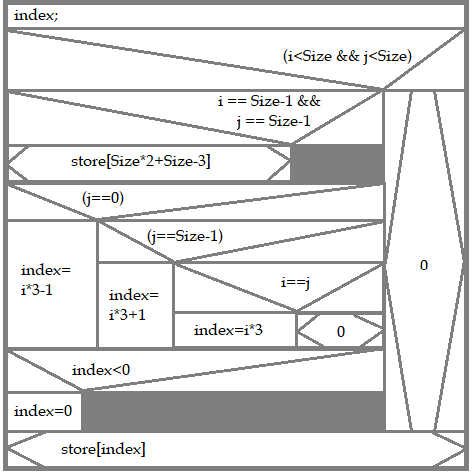 index;
(i<Size && j<Size)
i == Size-1 &&
j == Size-1
store[Size*2+Size-3]
(j==0)
(j==Size-1)
0
index=
i*3-1
index=
i*3+1
i==j
index=i*3
0
index<0
index=0
store[index]